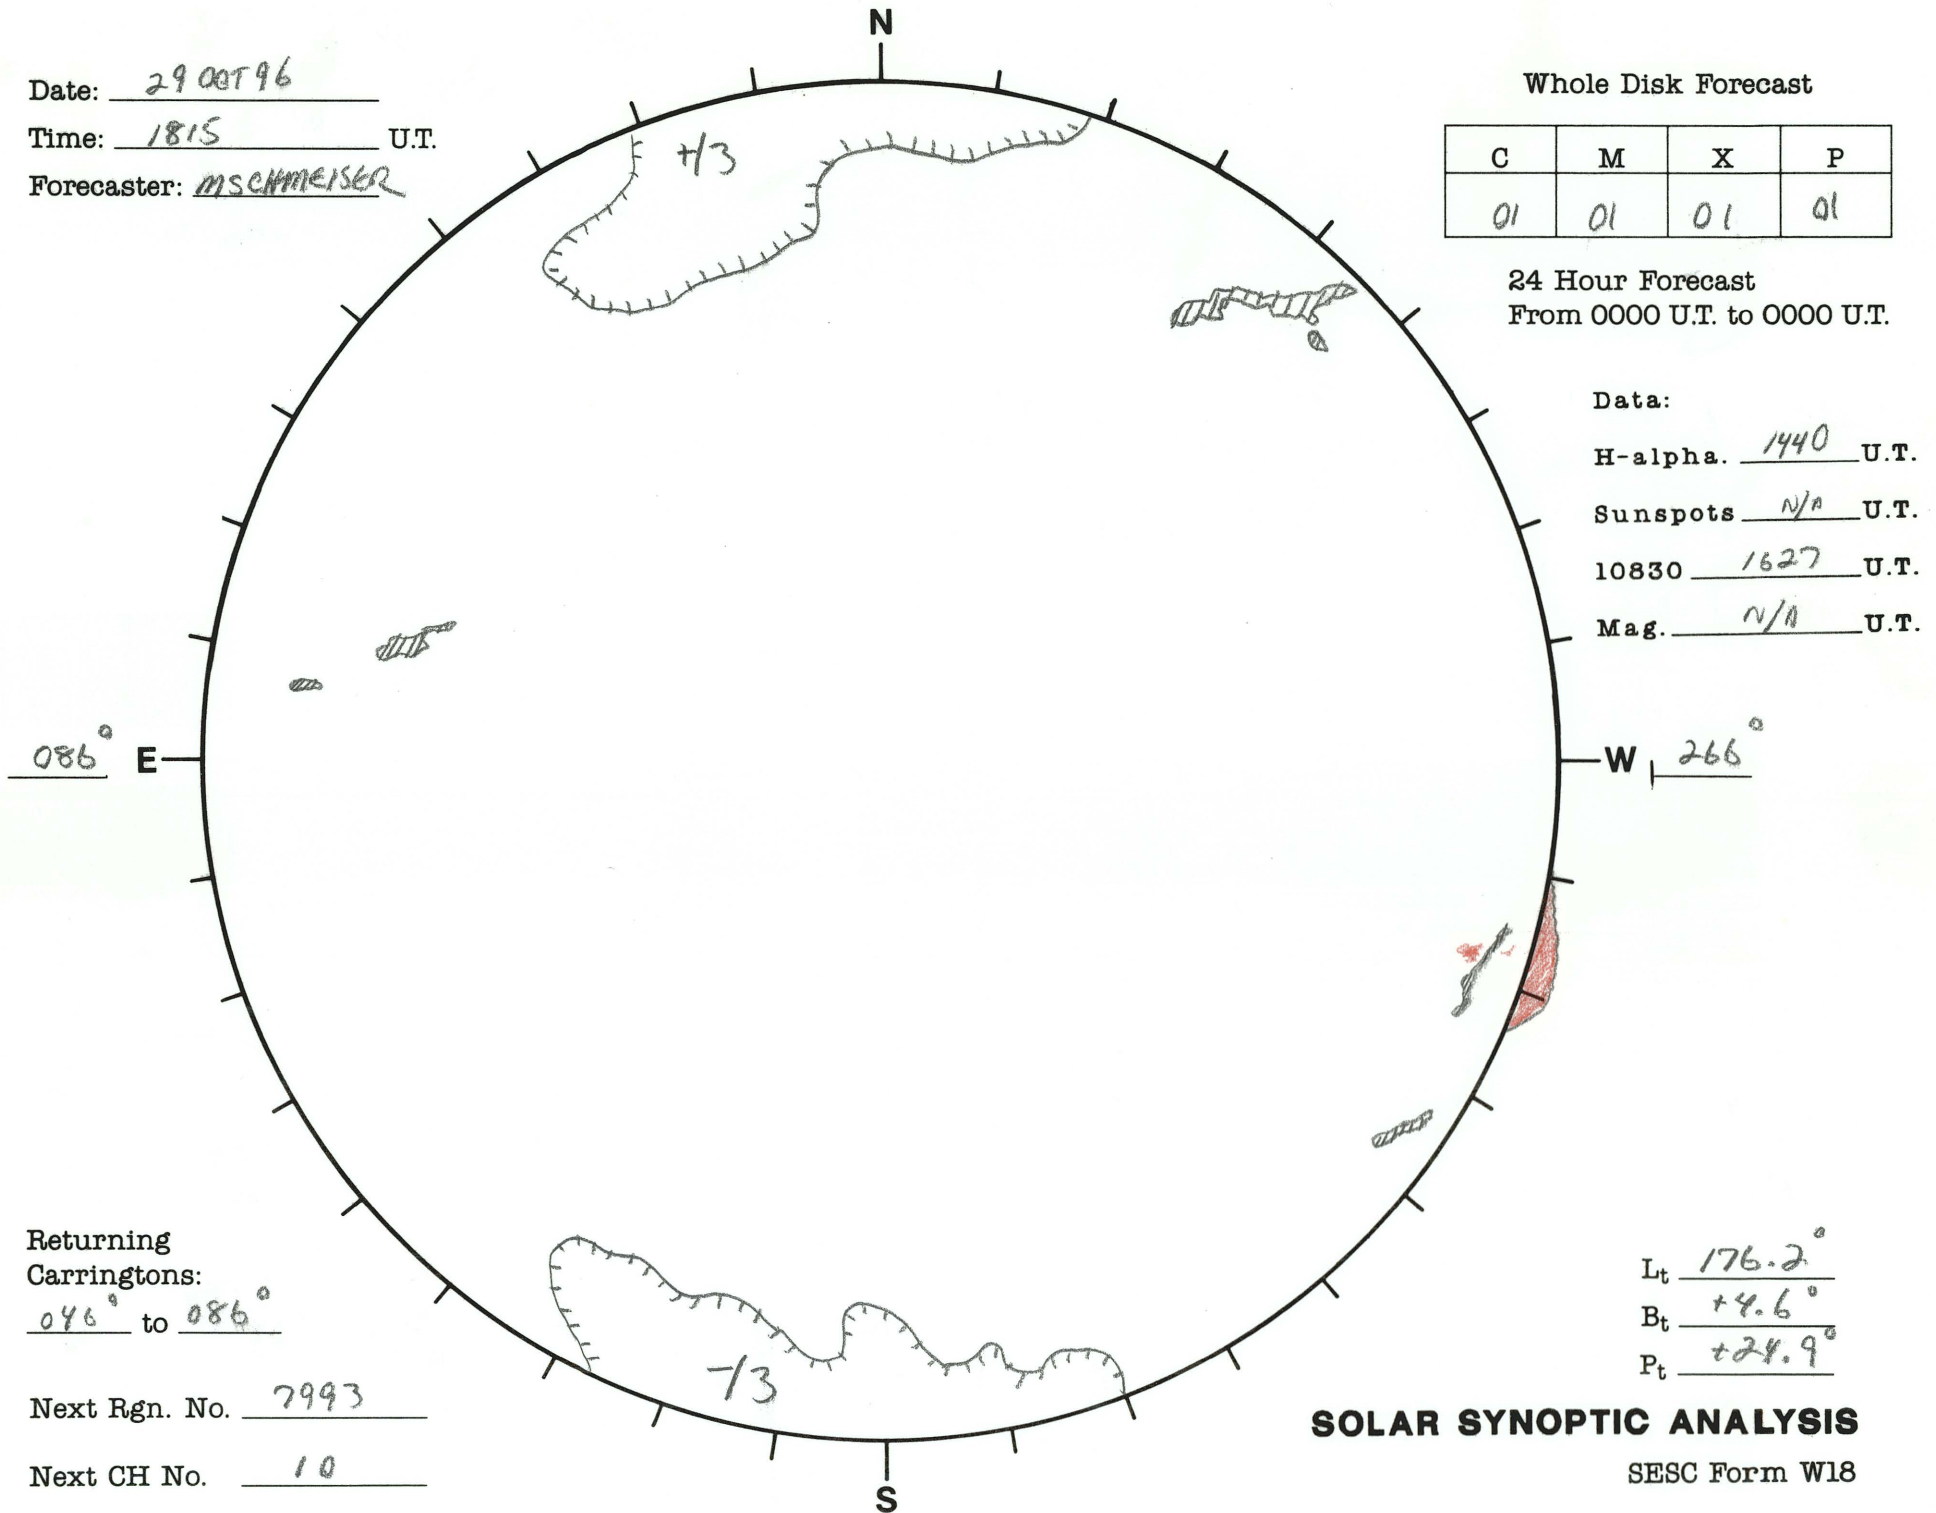 N
Date: 29 OCT 96
Time: 1815 U.T.
Forecaster: MSCHMEISER
+/3
Whole Disk Forecast
C M X P
01 01 01 01
24 Hour Forecast
From 0000 U.T. to 0000 U.T.
Data:
H-alpha. 1440 U.T.
Sunspots N/A U.T.
10830 1627 U.T.
Mag. N/A U.T.
086° E
W 266°
Returning
Carringtons:
046° to 086°
Next Rgn. No. 7993
Next CH No. 10
-/3
S
Lt 176.2°
Bt +4.6°
Pt +24.9°
SOLAR SYNOPTIC ANALYSIS
SESC Form W18